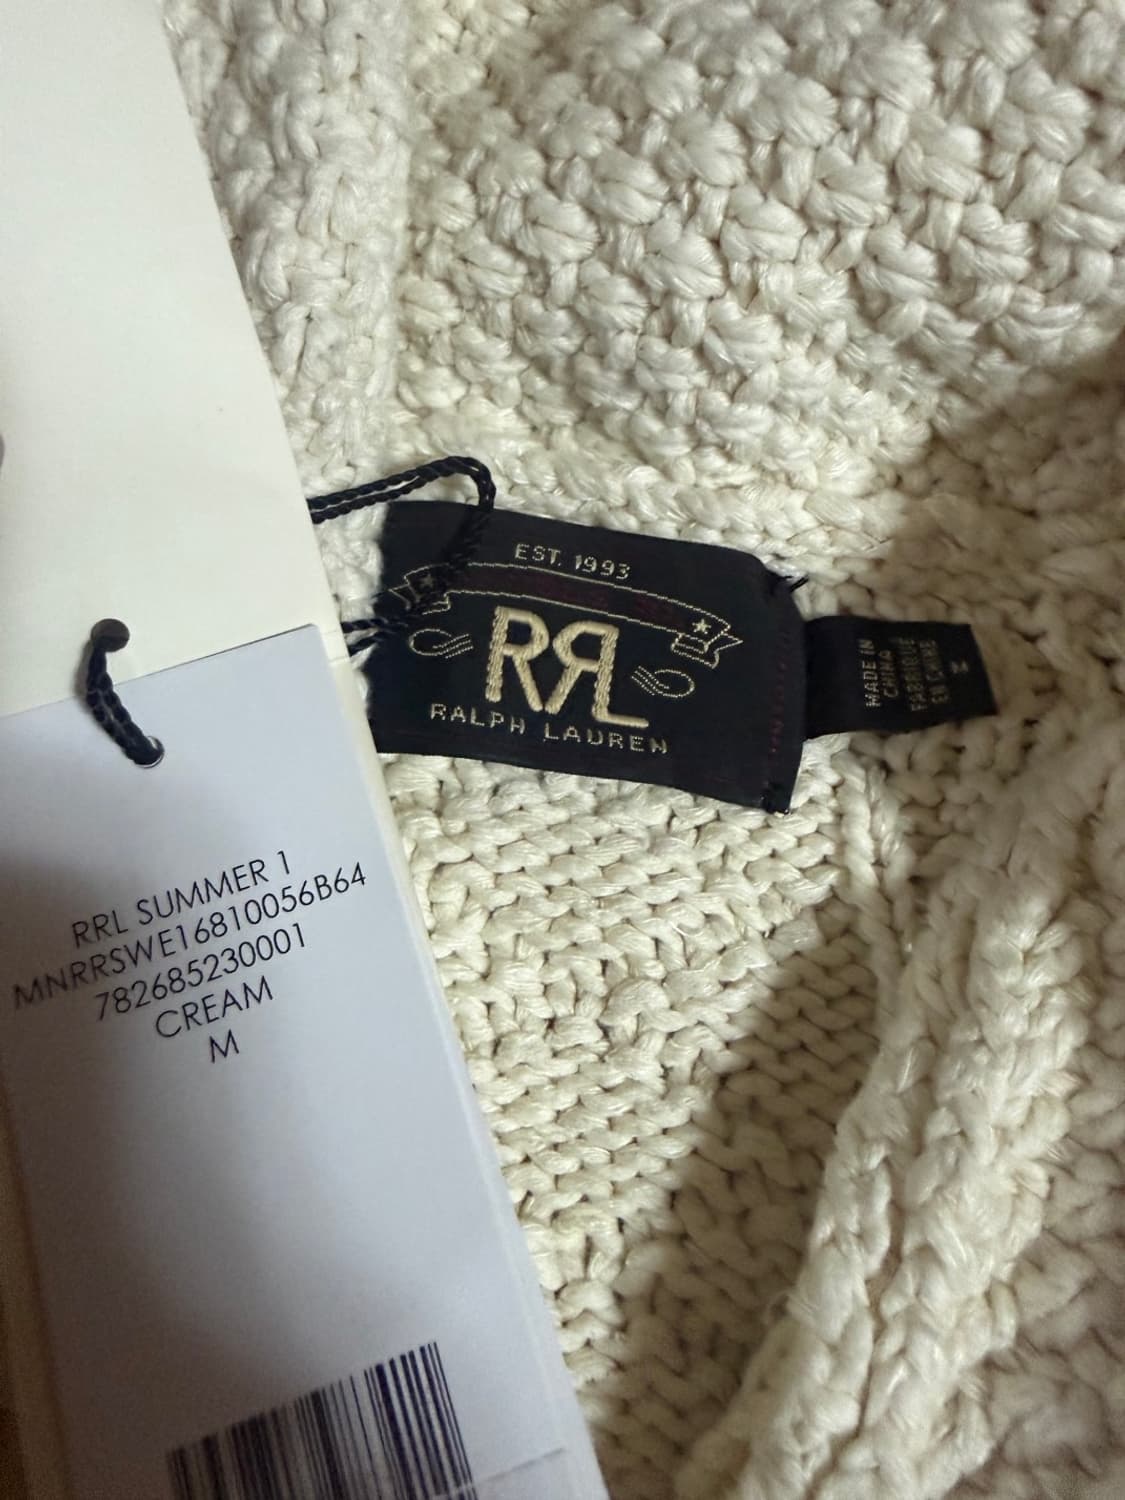 EST. 1993
RRL
RALPH LAUREN
MADE IN
CHINA
FABRIQUÉ
EN CHINE
M
RRL SUMMER 1
MNRRSWE16810056B64
782685230001
CREAM
M